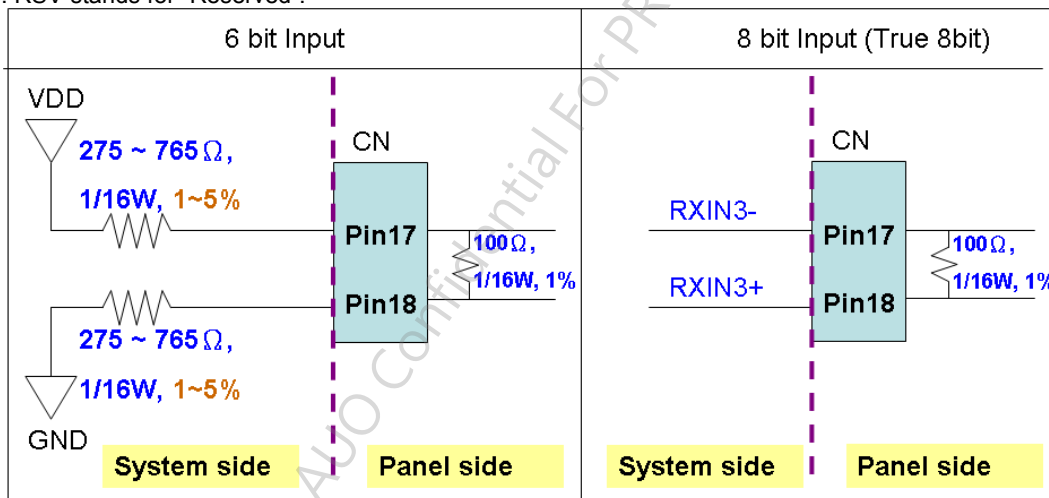 . RSV stands for "Reserved".
6 bit Input
8 bit Input (True 8bit)
VDD
275 ~ 765Ω,
1/16W, 1~5%
CN
Pin17
100Ω,
1/16W, 1%
Pin18
275 ~ 765Ω,
1/16W, 1~5%
GND
System side
Panel side
RXIN3-
RXIN3+
CN
Pin17
100Ω,
1/16W, 1%
Pin18
System side
Panel side
AUO Confidential For PR